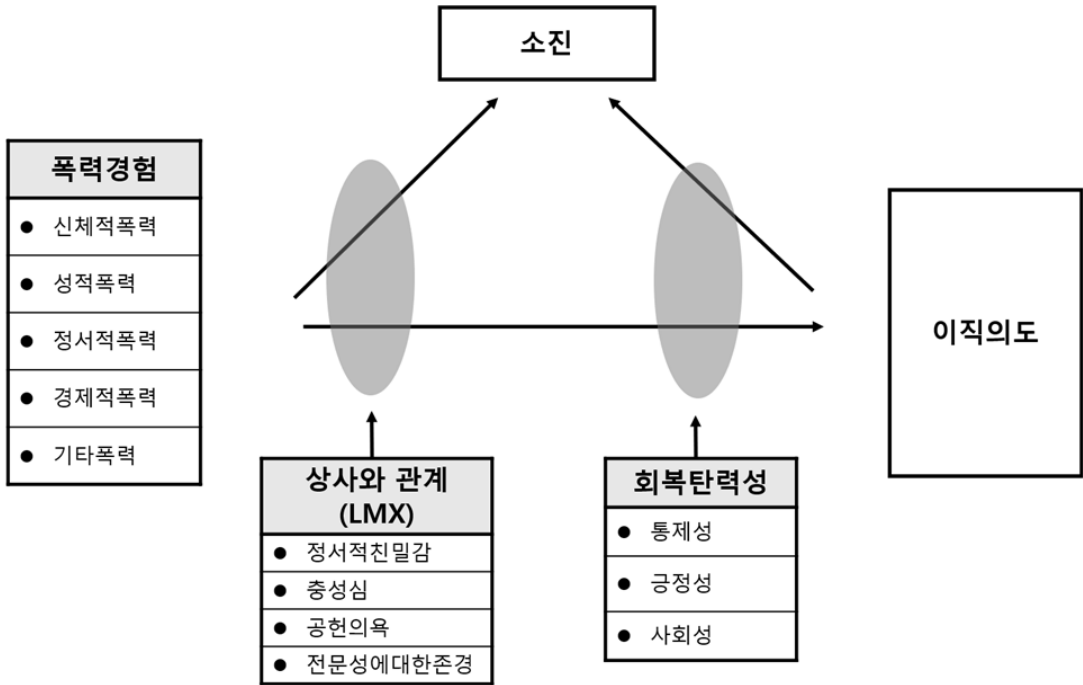 소진
폭력경험
● 신체적폭력
● 성적폭력
● 정서적폭력
● 경제적폭력
● 기타폭력
이직의도
상사와 관계
(LMX)
● 정서적친밀감
● 충성심
● 공헌의욕
● 전문성에대한존경
회복탄력성
● 통제성
● 긍정성
● 사회성